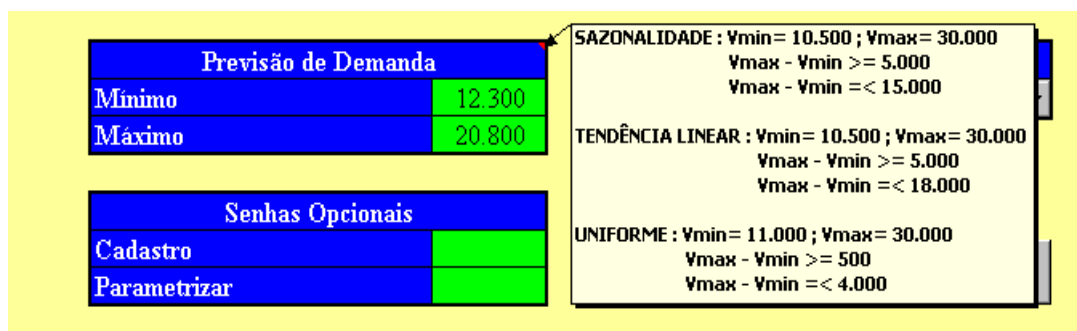 Previsão de Demanda
Mínimo 12.300
Máximo 20.800
Senhas Opcionais
Cadastro
Parametrizar
SAZONALIDADE : Vmin= 10.500 ; Vmax= 30.000
Vmax - Vmin >= 5.000
Vmax - Vmin =< 15.000
TENDÊNCIA LINEAR : Vmin= 10.500 ; Vmax= 30.000
Vmax - Vmin >= 5.000
Vmax - Vmin =< 18.000
UNIFORME : Vmin= 11.000 ; Vmax= 30.000
Vmax - Vmin >= 500
Vmax - Vmin =< 4.000